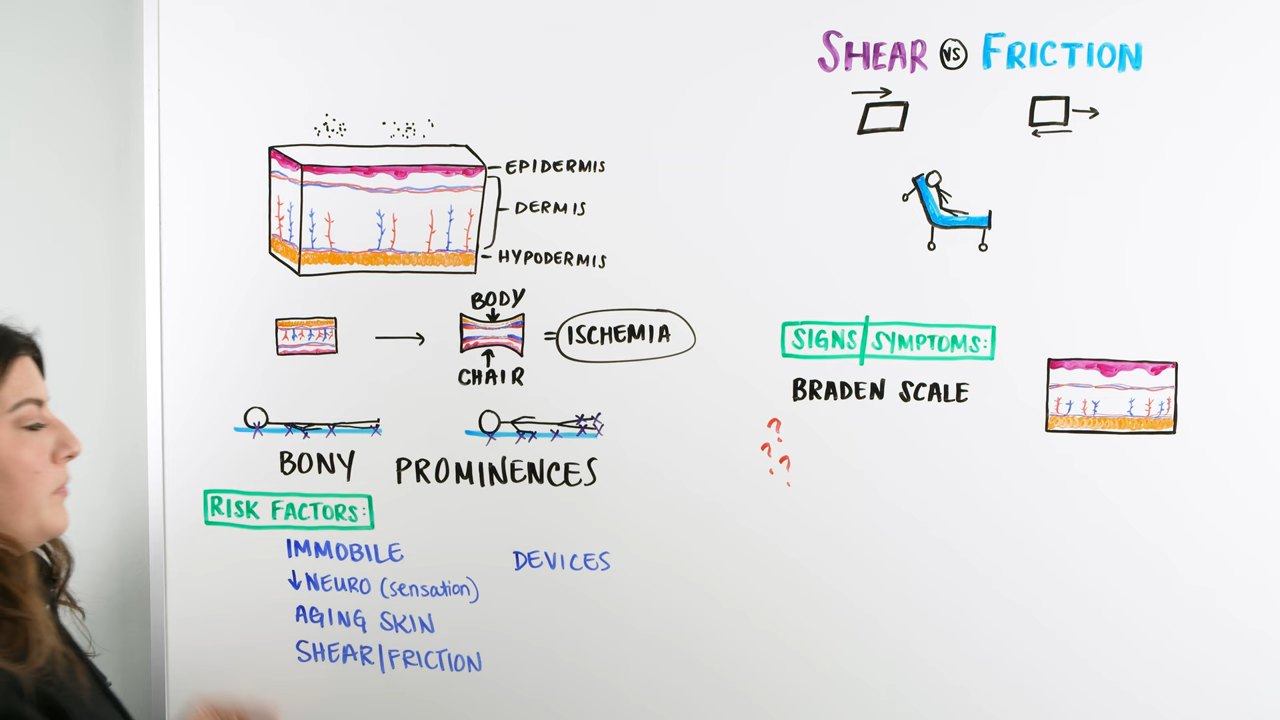 SHEAR VS FRICTION
EPIDERMIS
DERMIS
HYPODERMIS
BODY
= ISCHEMIA
CHAIR
BONY PROMINENCES
RISK FACTORS:
IMMOBILE
↓NEURO (sensation)
AGING SKIN
SHEAR/FRICTION
DEVICES
SIGNS/SYMPTOMS:
BRADEN SCALE
?
?
?